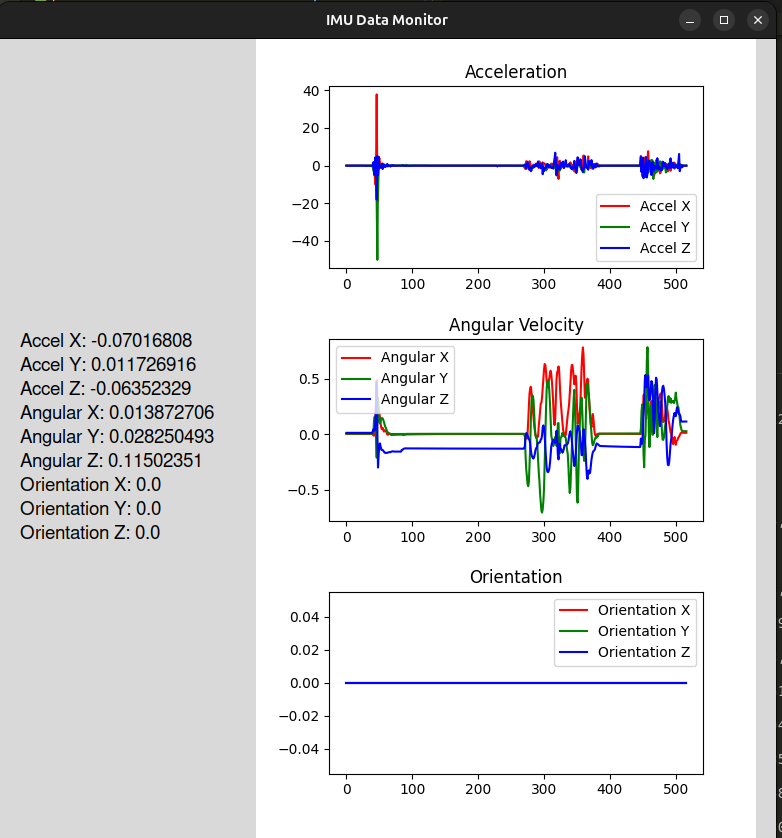 IMU Data Monitor
Accel X: -0.07016808
Accel Y: 0.011726916
Accel Z: -0.06352329
Angular X: 0.013872706
Angular Y: 0.028250493
Angular Z: 0.11502351
Orientation X: 0.0
Orientation Y: 0.0
Orientation Z: 0.0
Acceleration
40
20
0
−20
−40
Accel X
Accel Y
Accel Z
0 100 200 300 400 500
Angular Velocity
0.5
0.0
−0.5
Angular X
Angular Y
Angular Z
0 100 200 300 400 500
Orientation
0.04
0.02
0.00
−0.02
−0.04
Orientation X
Orientation Y
Orientation Z
0 100 200 300 400 500